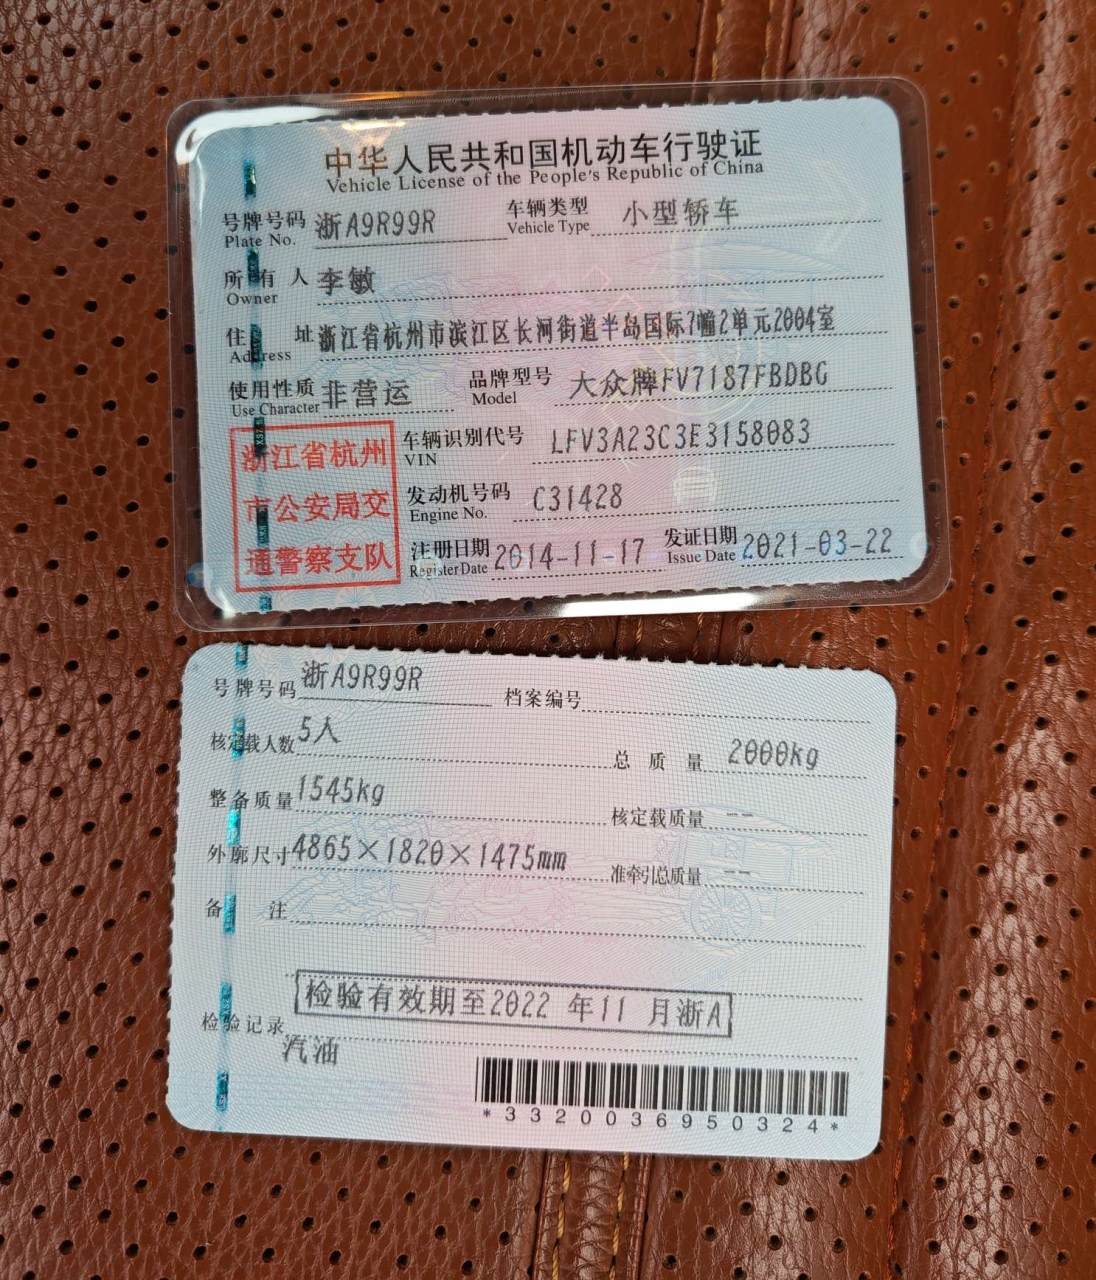 中华人民共和国机动车行驶证
Vehicle License of the People's Republic of China
号牌号码 浙A9R99R 车辆类型 小型轿车
Plate No. Vehicle Type
所有人 李敏
Owner
住址 浙江省杭州市滨江区长河街道半岛国际7幢2单元2004室
Address
使用性质 非营运 品牌型号 大众牌FV7187FBDBG
Use Character Model
浙江省杭州
市公安局交
通警察支队
车辆识别代号 LFV3A23C3E3158083
VIN
发动机号码 C31428
Engine No.
注册日期 2014-11-17 发证日期 2021-03-22
Register Date Issue Date
号牌号码 浙A9R99R 档案编号
核定载人数 5人 总质量 2000kg
整备质量 1545kg 核定载质量 --
外廓尺寸 4865×1820×1475mm 准牵引总质量 --
备注
检验有效期至2022 年11 月浙A
检验记录
汽油
*3320036950324*